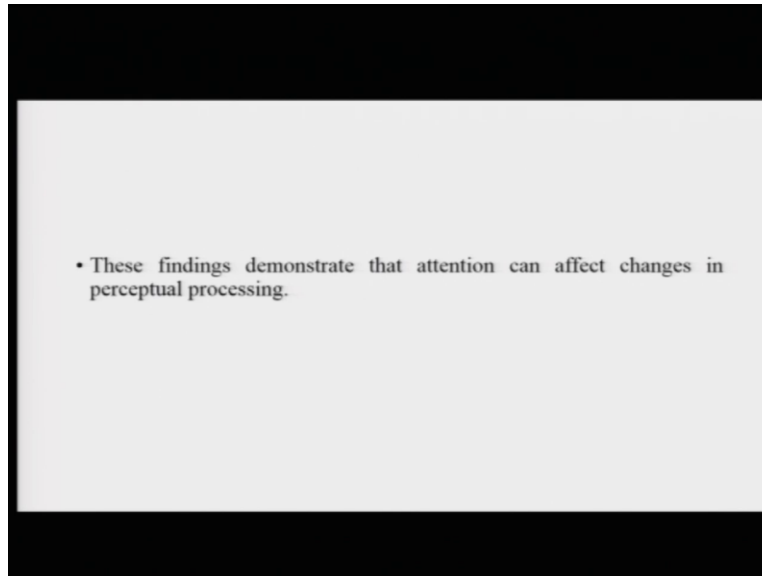 • These findings demonstrate that attention can affect changes in
perceptual processing.